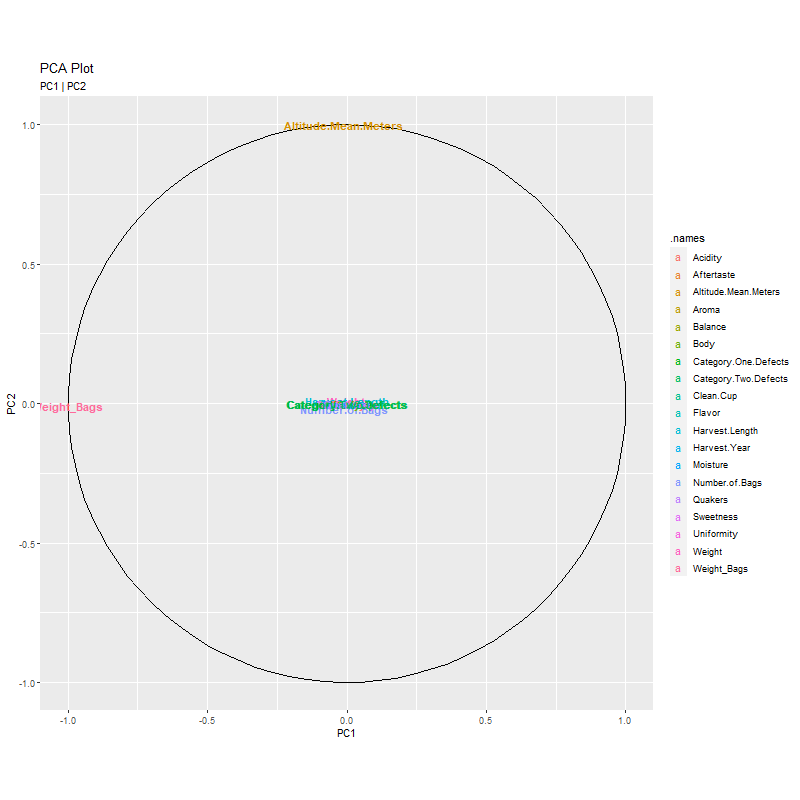 PCA Plot
PC1 | PC2
1.0
0.5
0.0
-0.5
-1.0
PC2
Altitude.Mean.Meters
eight_Bags
Harvest.Length
Category.Two.Defects
Number.of.Bags
-1.0
-0.5
0.0
0.5
1.0
PC1
.names
a Acidity
a Aftertaste
a Altitude.Mean.Meters
a Aroma
a Balance
a Body
a Category.One.Defects
a Category.Two.Defects
a Clean.Cup
a Flavor
a Harvest.Length
a Harvest.Year
a Moisture
a Number.of.Bags
a Quakers
a Sweetness
a Uniformity
a Weight
a Weight_Bags